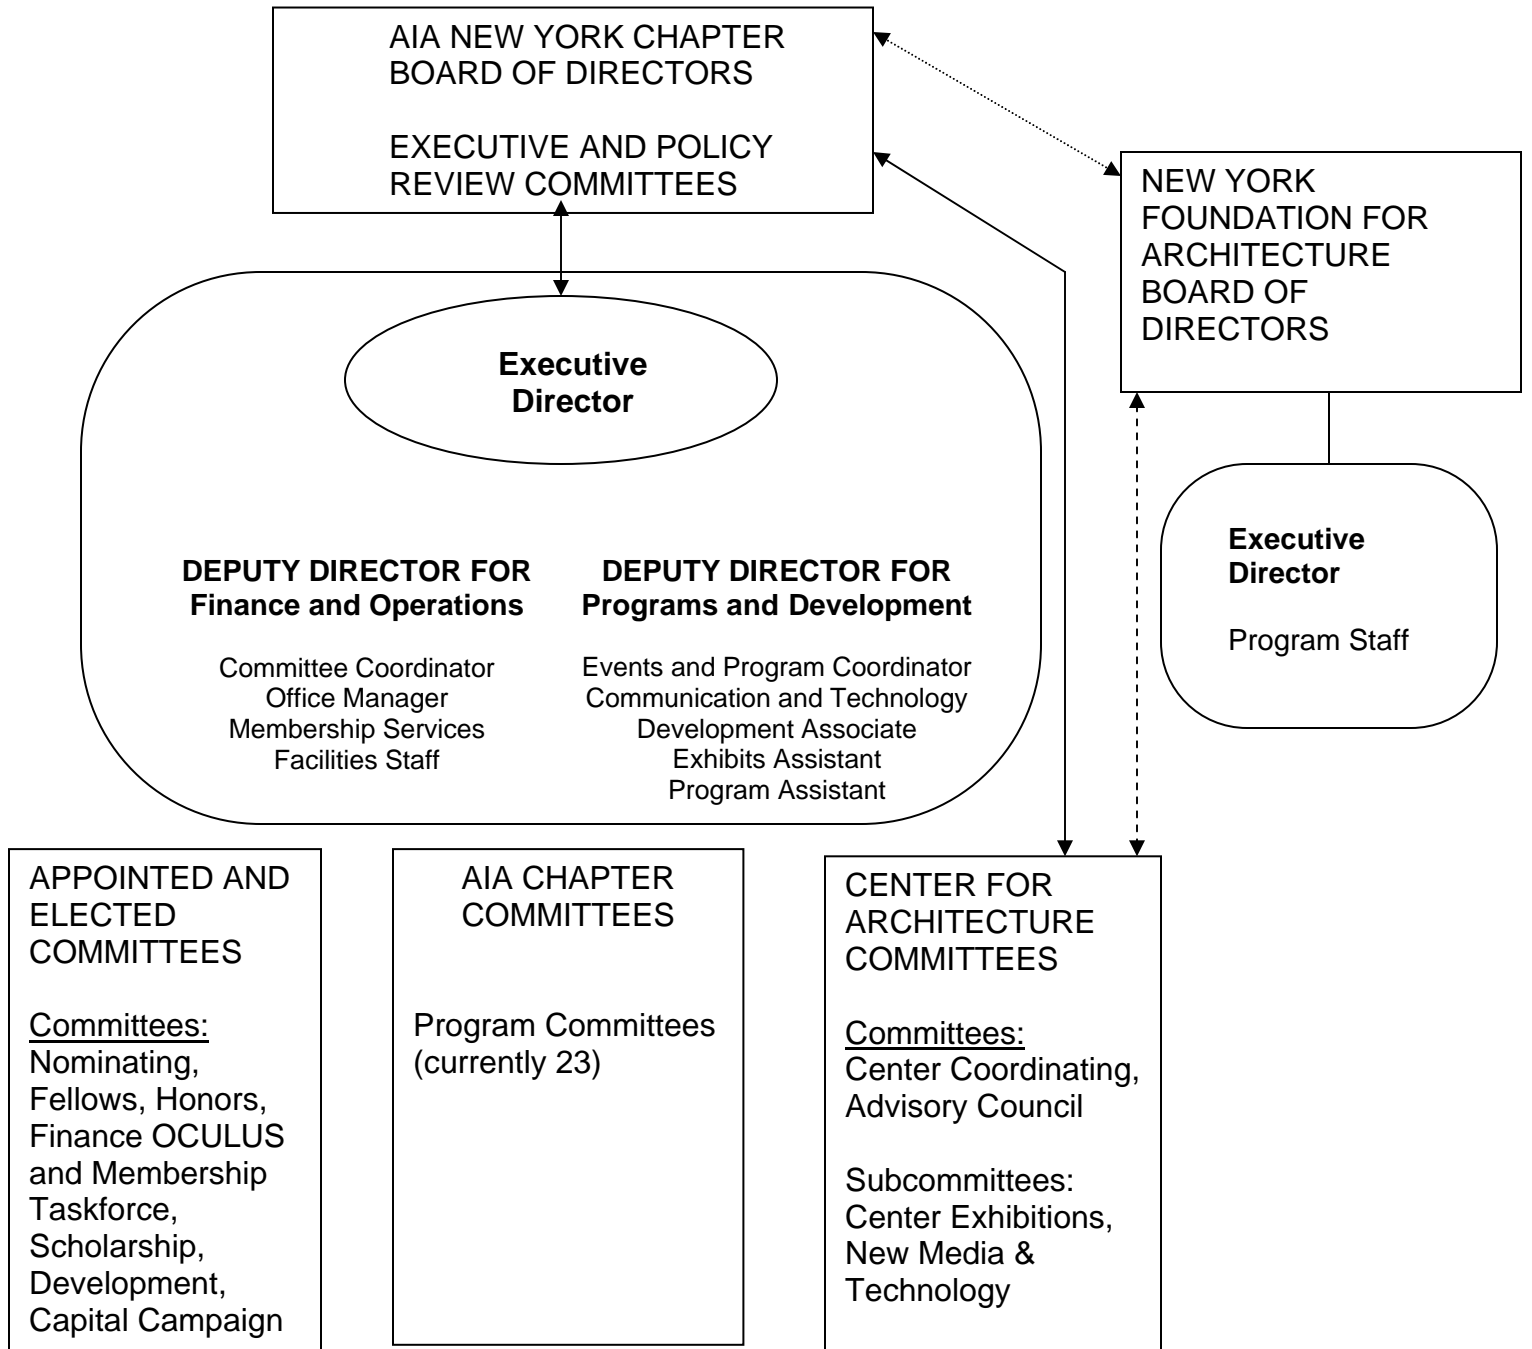 AIA NEW YORK CHAPTER
BOARD OF DIRECTORS
EXECUTIVE AND POLICY
REVIEW COMMITTEES
NEW YORK
FOUNDATION FOR
ARCHITECTURE
BOARD OF
DIRECTORS
Executive
Director
DEPUTY DIRECTOR FOR
Finance and Operations
Committee Coordinator
Office Manager
Membership Services
Facilities Staff
DEPUTY DIRECTOR FOR
Programs and Development
Events and Program Coordinator
Communication and Technology
Development Associate
Exhibits Assistant
Program Assistant
Executive
Director
Program Staff
APPOINTED AND
ELECTED
COMMITTEES
Committees:
Nominating,
Fellows, Honors,
Finance OCULUS
and Membership
Taskforce,
Scholarship,
Development,
Capital Campaign
AIA CHAPTER
COMMITTEES
Program Committees
(currently 23)
CENTER FOR
ARCHITECTURE
COMMITTEES
Committees:
Center Coordinating,
Advisory Council
Subcommittees:
Center Exhibitions,
New Media &
Technology